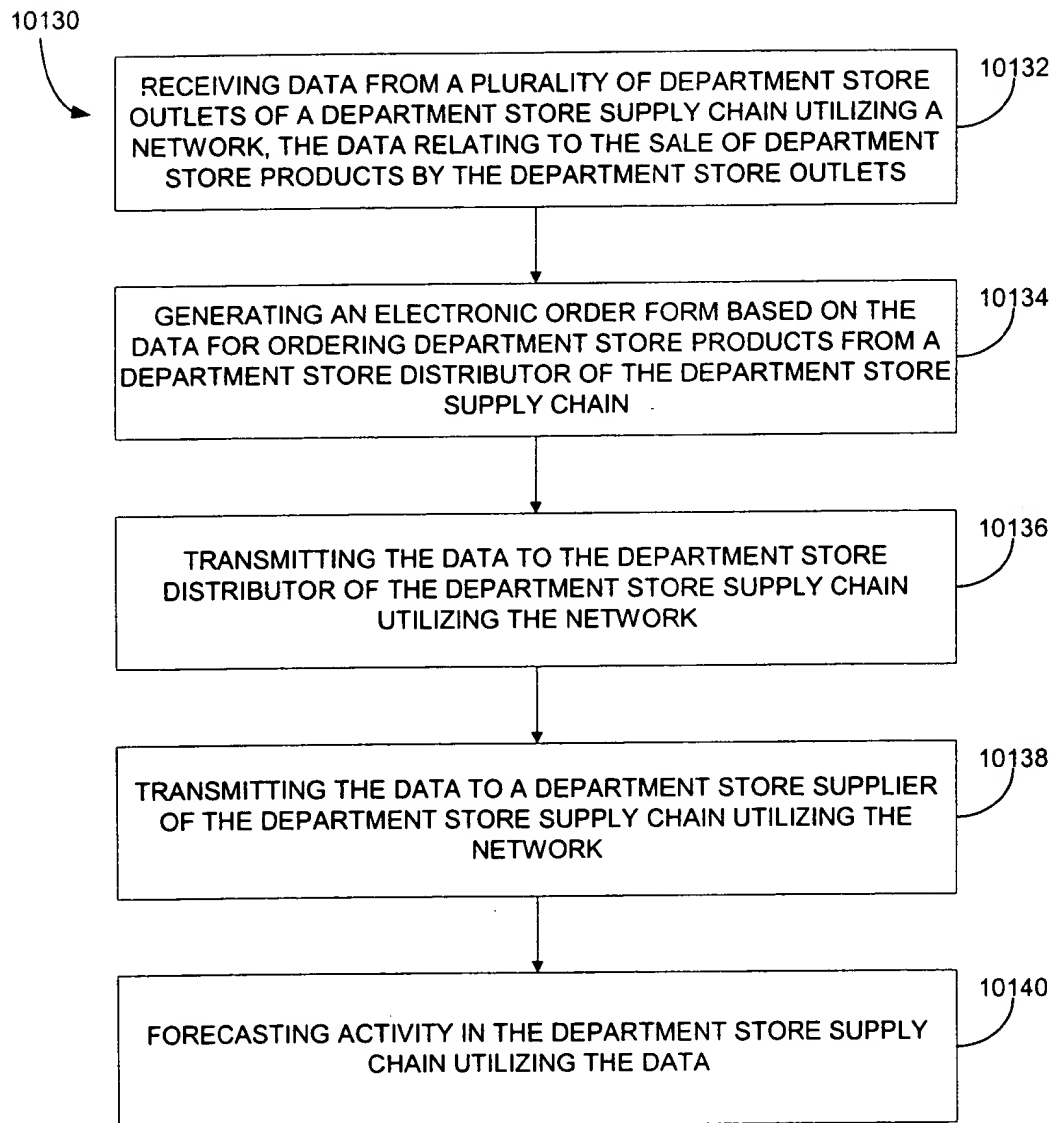 10130
RECEIVING DATA FROM A PLURALITY OF DEPARTMENT STORE
OUTLETS OF A DEPARTMENT STORE SUPPLY CHAIN UTILIZING A
NETWORK, THE DATA RELATING TO THE SALE OF DEPARTMENT
STORE PRODUCTS BY THE DEPARTMENT STORE OUTLETS
10132
GENERATING AN ELECTRONIC ORDER FORM BASED ON THE
DATA FOR ORDERING DEPARTMENT STORE PRODUCTS FROM A
DEPARTMENT STORE DISTRIBUTOR OF THE DEPARTMENT STORE
SUPPLY CHAIN
10134
TRANSMITTING THE DATA TO THE DEPARTMENT STORE
DISTRIBUTOR OF THE DEPARTMENT STORE SUPPLY CHAIN
UTILIZING THE NETWORK
10136
TRANSMITTING THE DATA TO A DEPARTMENT STORE SUPPLIER
OF THE DEPARTMENT STORE SUPPLY CHAIN UTILIZING THE
NETWORK
10138
FORECASTING ACTIVITY IN THE DEPARTMENT STORE SUPPLY
CHAIN UTILIZING THE DATA
10140